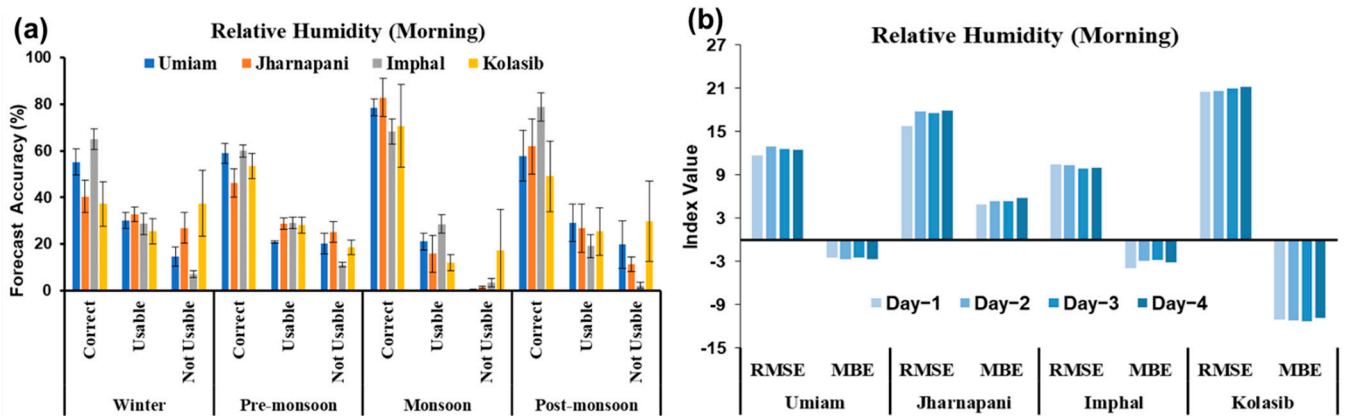 (a)
Relative Humidity (Morning)
Umiam Jharnapani Imphal Kolasib
Forecast Accuracy (%)
100
80
60
40
20
0
Correct Usable Not Usable Correct Usable Not Usable Correct Usable Not Usable Correct Usable Not Usable
Winter Pre-monsoon Monsoon Post-monsoon
(b)
Relative Humidity (Morning)
Index Value
27
21
15
9
3
-3
-9
-15
Day−1 Day−2 Day−3 Day−4
RMSE MBE RMSE MBE RMSE MBE RMSE MBE
Umiam Jharnapani Imphal Kolasib